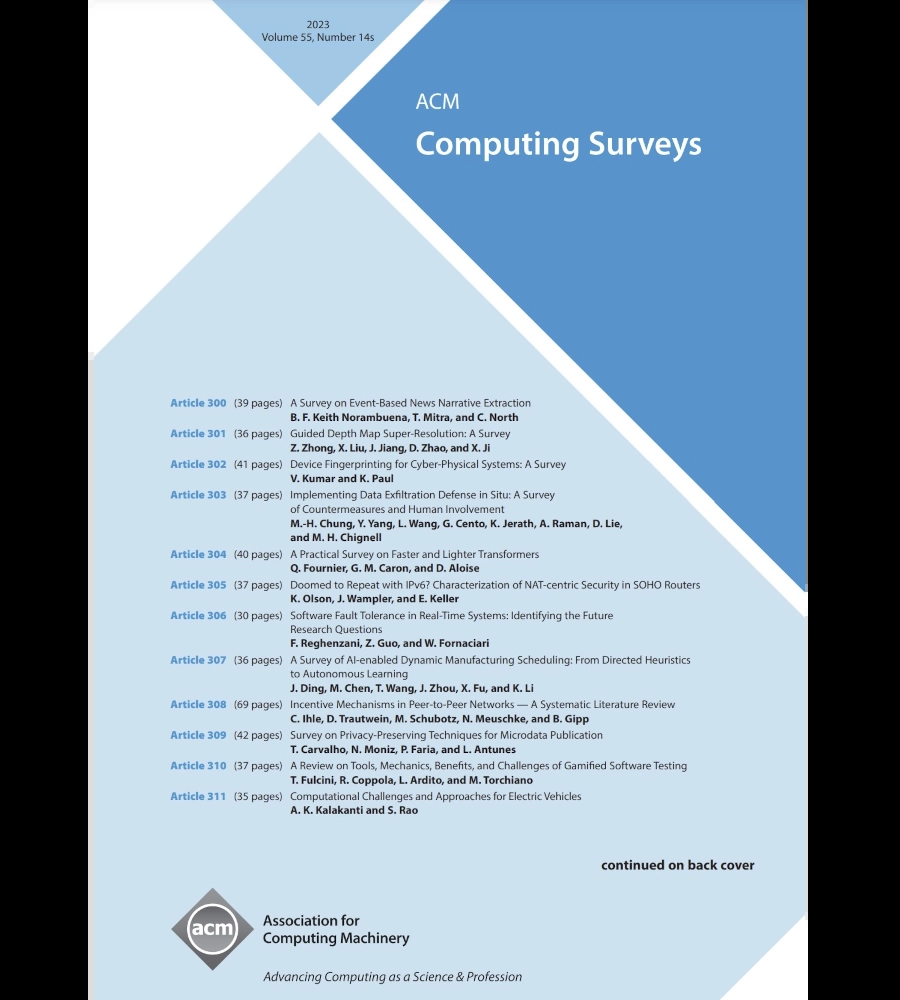 2023
Volume 55, Number 14s
ACM
Computing Surveys
Article 300 (39 pages) A Survey on Event-Based News Narrative Extraction
B. F. Keith Norambuena, T. Mitra, and C. North
Article 301 (36 pages) Guided Depth Map Super-Resolution: A Survey
Z. Zhong, X. Liu, J. Jiang, D. Zhao, and X. Ji
Article 302 (41 pages) Device Fingerprinting for Cyber-Physical Systems: A Survey
V. Kumar and K. Paul
Article 303 (37 pages) Implementing Data Exfiltration Defense in Situ: A Survey
of Countermeasures and Human Involvement
M.-H. Chung, Y. Yang, L. Wang, G. Cento, K. Jerath, A. Raman, D. Lie,
and M. H. Chignell
Article 304 (40 pages) A Practical Survey on Faster and Lighter Transformers
Q. Fournier, G. M. Caron, and D. Aloise
Article 305 (37 pages) Doomed to Repeat with IPv6? Characterization of NAT-centric Security in SOHO Routers
K. Olson, J. Wampler, and E. Keller
Article 306 (30 pages) Software Fault Tolerance in Real-Time Systems: Identifying the Future
Research Questions
F. Reghenzani, Z. Guo, and W. Fornaciari
Article 307 (36 pages) A Survey of AI-enabled Dynamic Manufacturing Scheduling: From Directed Heuristics
to Autonomous Learning
J. Ding, M. Chen, T. Wang, J. Zhou, X. Fu, and K. Li
Article 308 (69 pages) Incentive Mechanisms in Peer-to-Peer Networks — A Systematic Literature Review
C. Ihle, D. Trautwein, M. Schubotz, N. Meuschke, and B. Gipp
Article 309 (42 pages) Survey on Privacy-Preserving Techniques for Microdata Publication
T. Carvalho, N. Moniz, P. Faria, and L. Antunes
Article 310 (37 pages) A Review on Tools, Mechanics, Benefits, and Challenges of Gamified Software Testing
T. Fulcini, R. Coppola, L. Ardito, and M. Torchiano
Article 311 (35 pages) Computational Challenges and Approaches for Electric Vehicles
A. K. Kalakanti and S. Rao
continued on back cover
acm
Association for
Computing Machinery
Advancing Computing as a Science & Profession